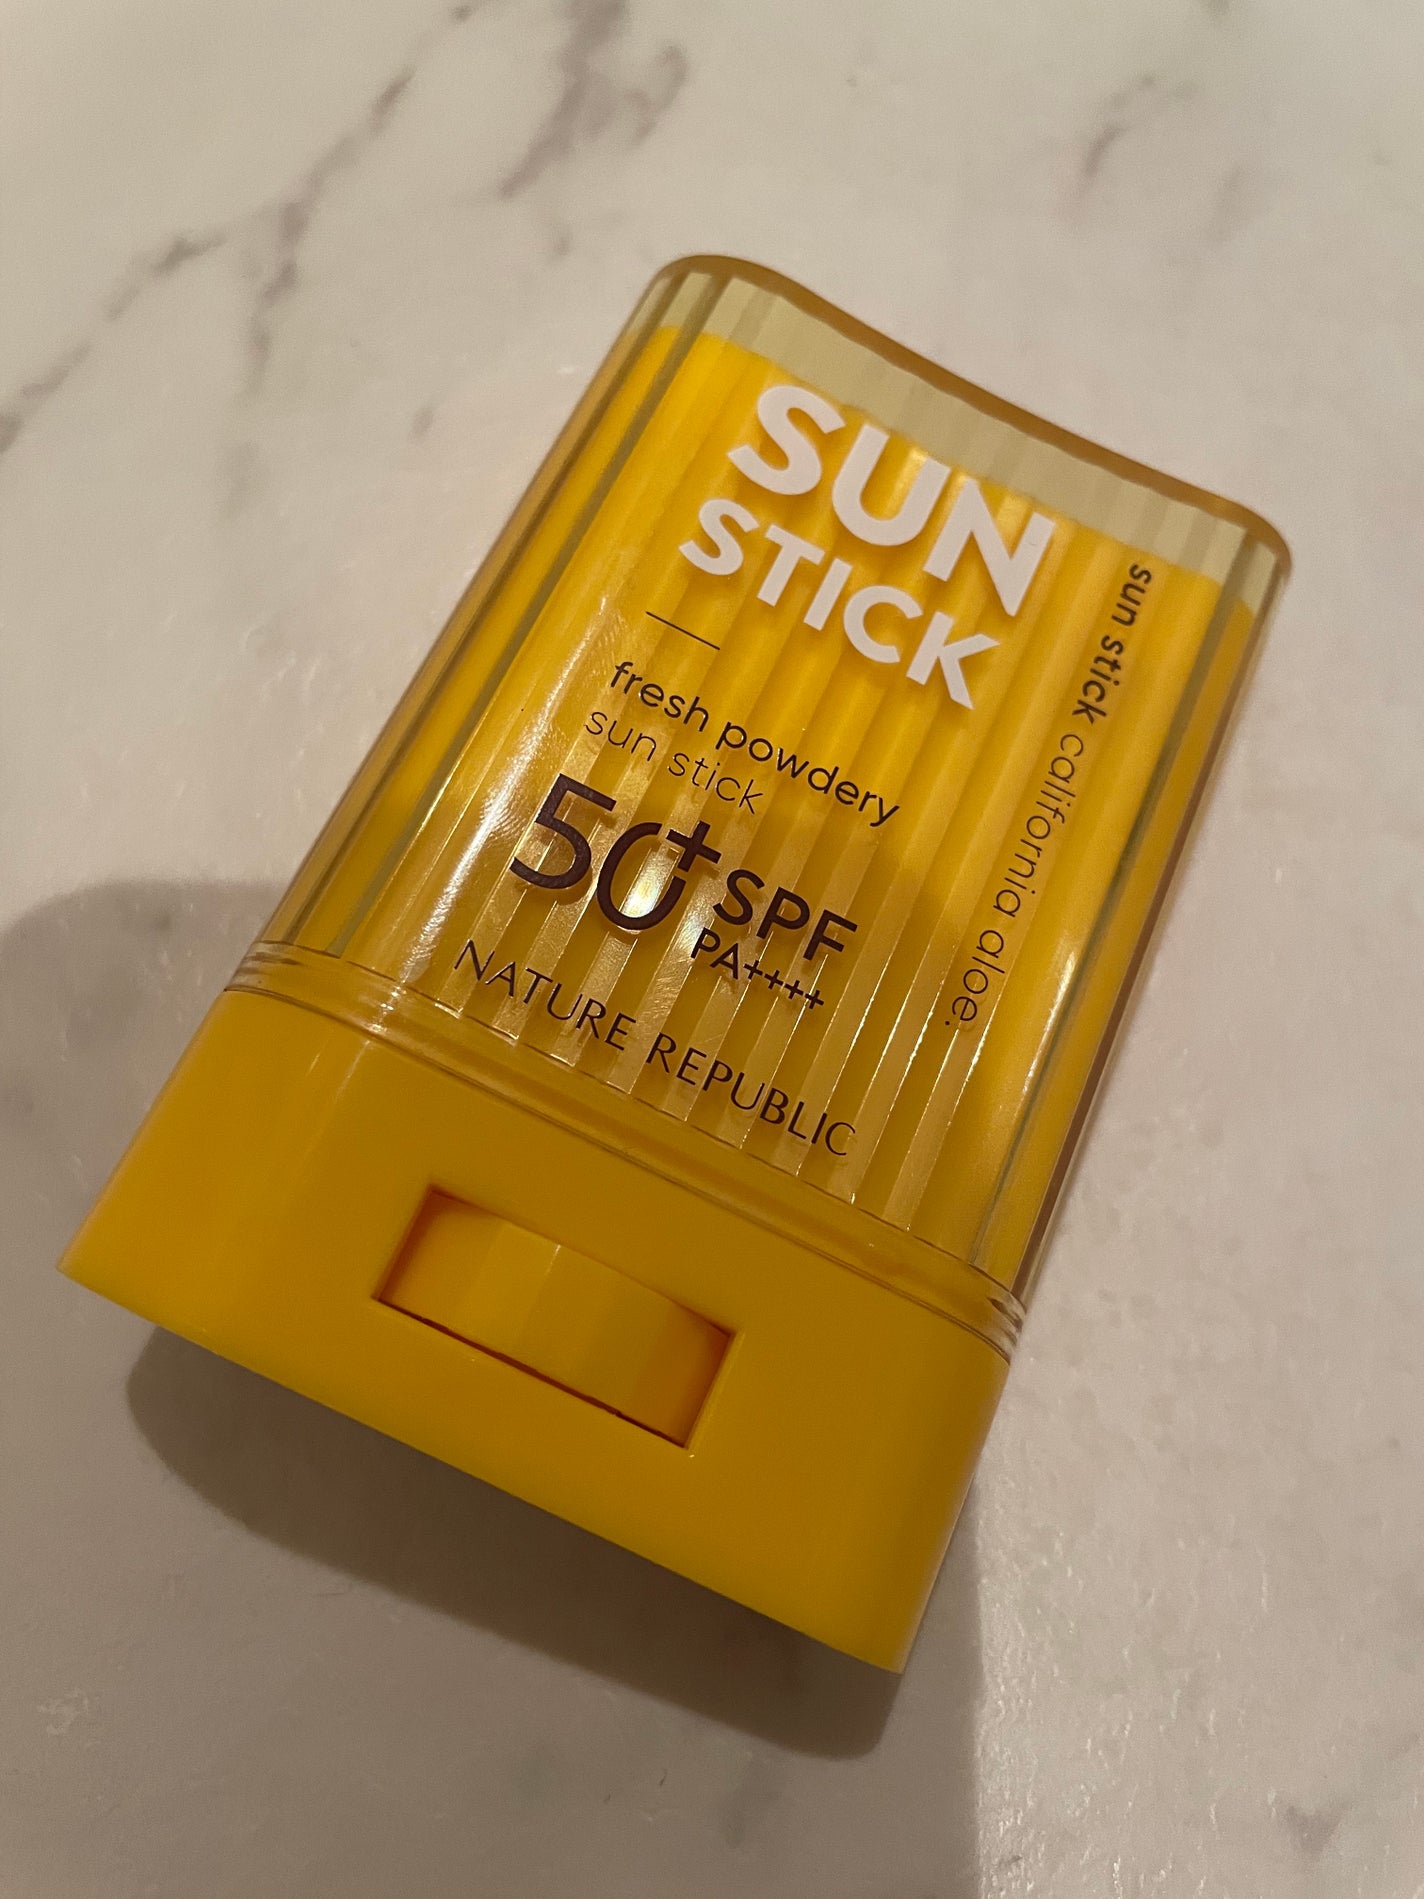 SUN
STICK
fresh powdery
sun stick
50+ SPF
PA++++
NATURE REPUBLIC
sun stick california aloe.